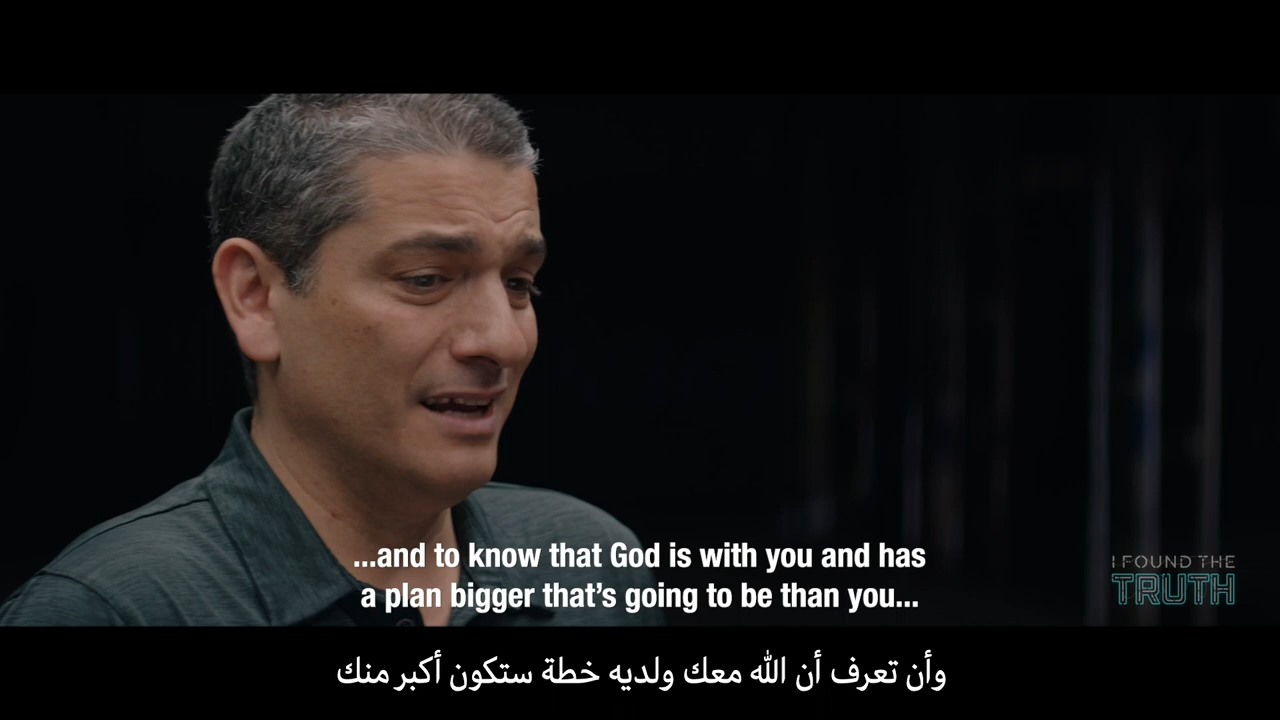 ...and to know that God is with you and has
a plan bigger that's going to be than you...
I FOUND THE
TRUTH
وأن تعرف أن الله معك ولديه خطة ستكون أكبر منك